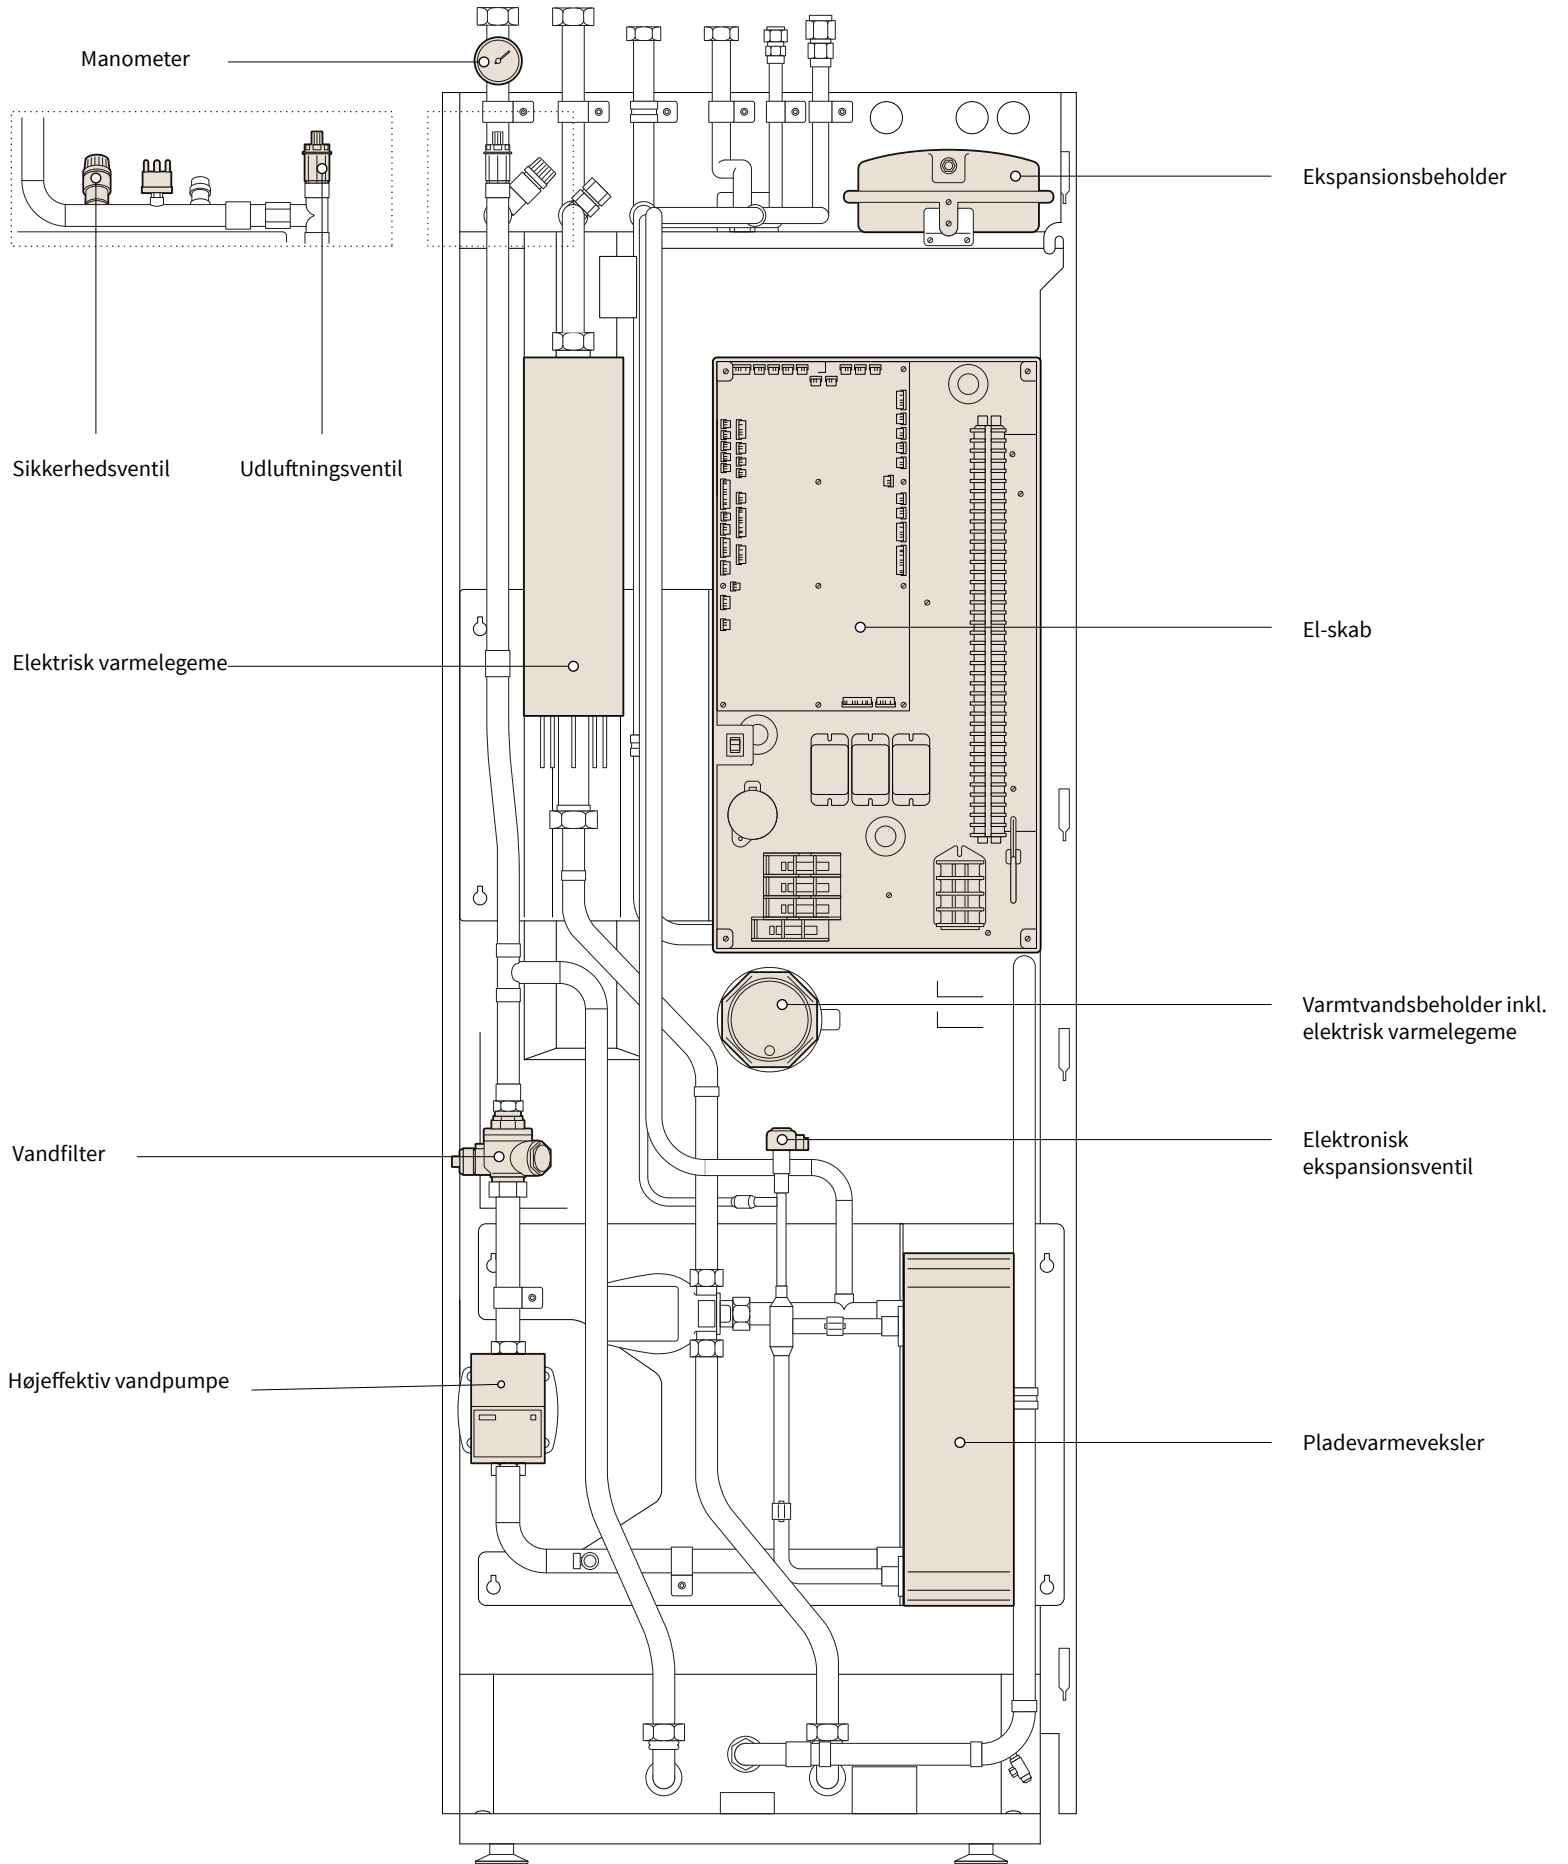 Manometer
Ekspansionsbeholder
Sikkerhedsventil
Udluftningsventil
El-skab
Elektrisk varmelegeme
Varmtvandsbeholder inkl.
elektrisk varmelegeme
Vandfilter
Elektronisk
ekspansionsventil
Højeffektiv vandpumpe
Pladevarmeveksler